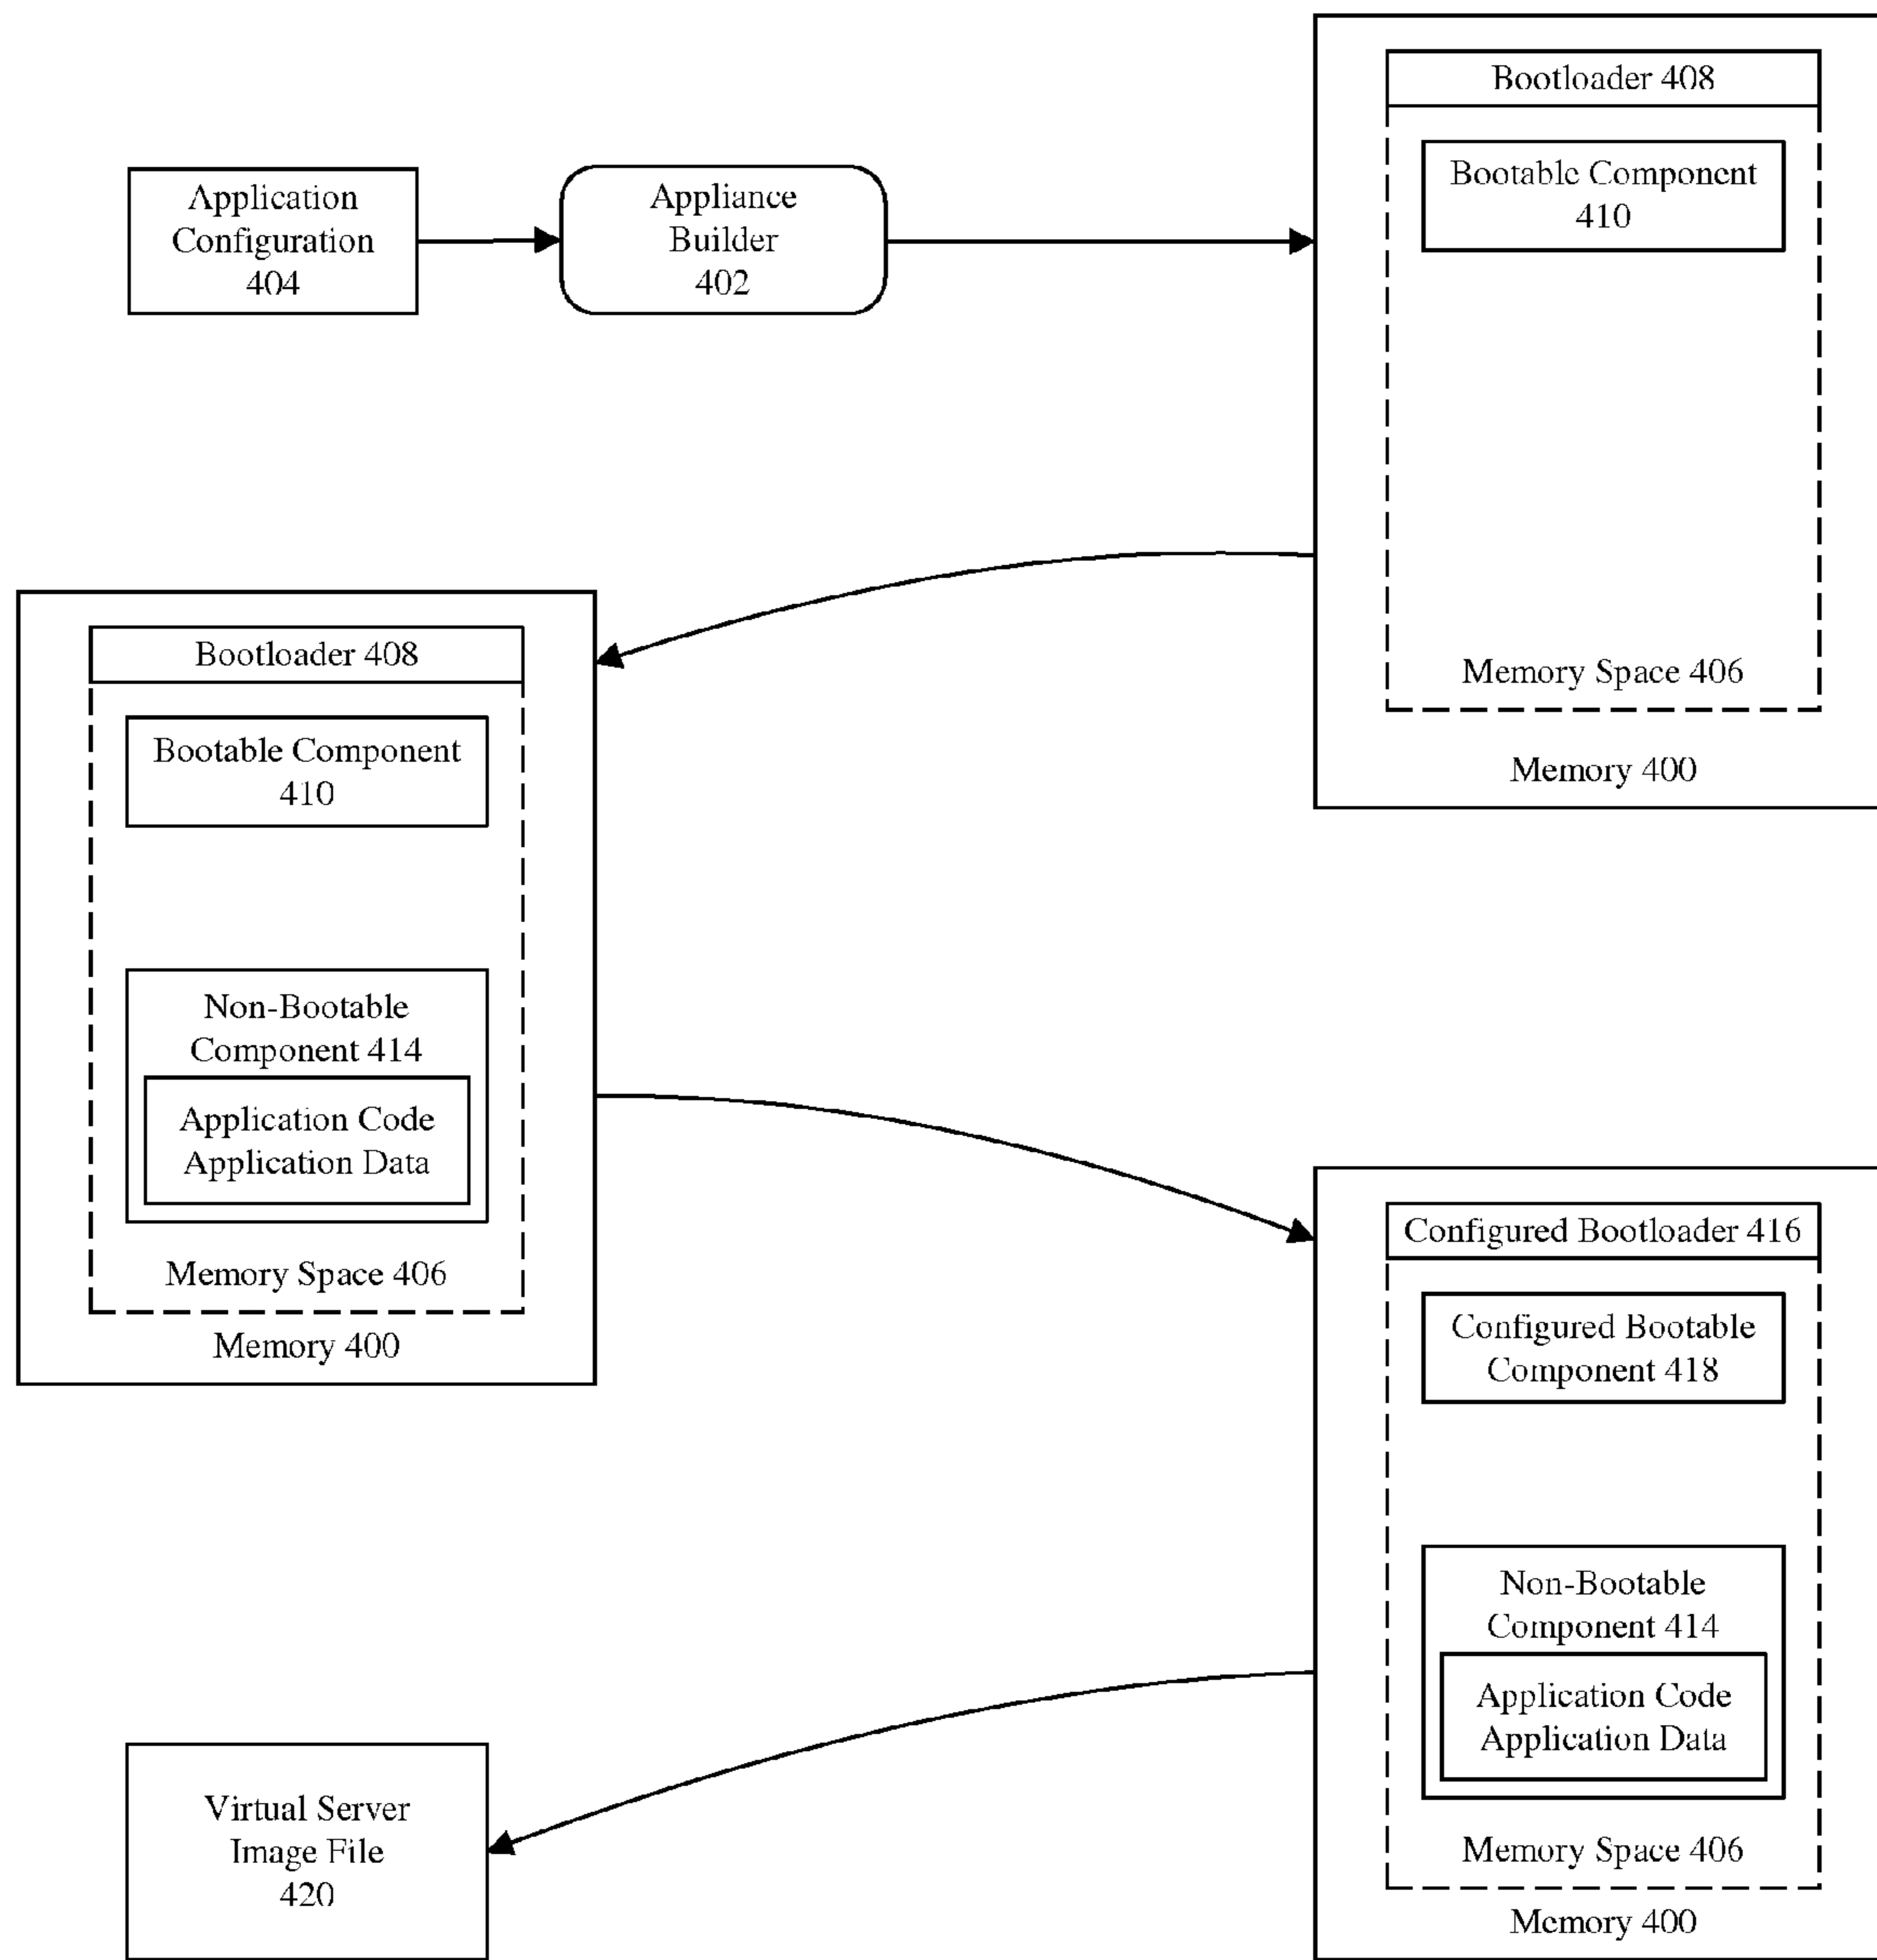 Application
Configuration
404
Appliance
Builder
402
Bootloader 408
Bootable Component
410
Memory Space 406
Memory 400
Bootloader 408
Bootable Component
410
Non-Bootable
Component 414
Application Code
Application Data
Memory Space 406
Memory 400
Configured Bootloader 416
Configured Bootable
Component 418
Non-Bootable
Component 414
Application Code
Application Data
Memory Space 406
Memory 400
Virtual Server
Image File
420